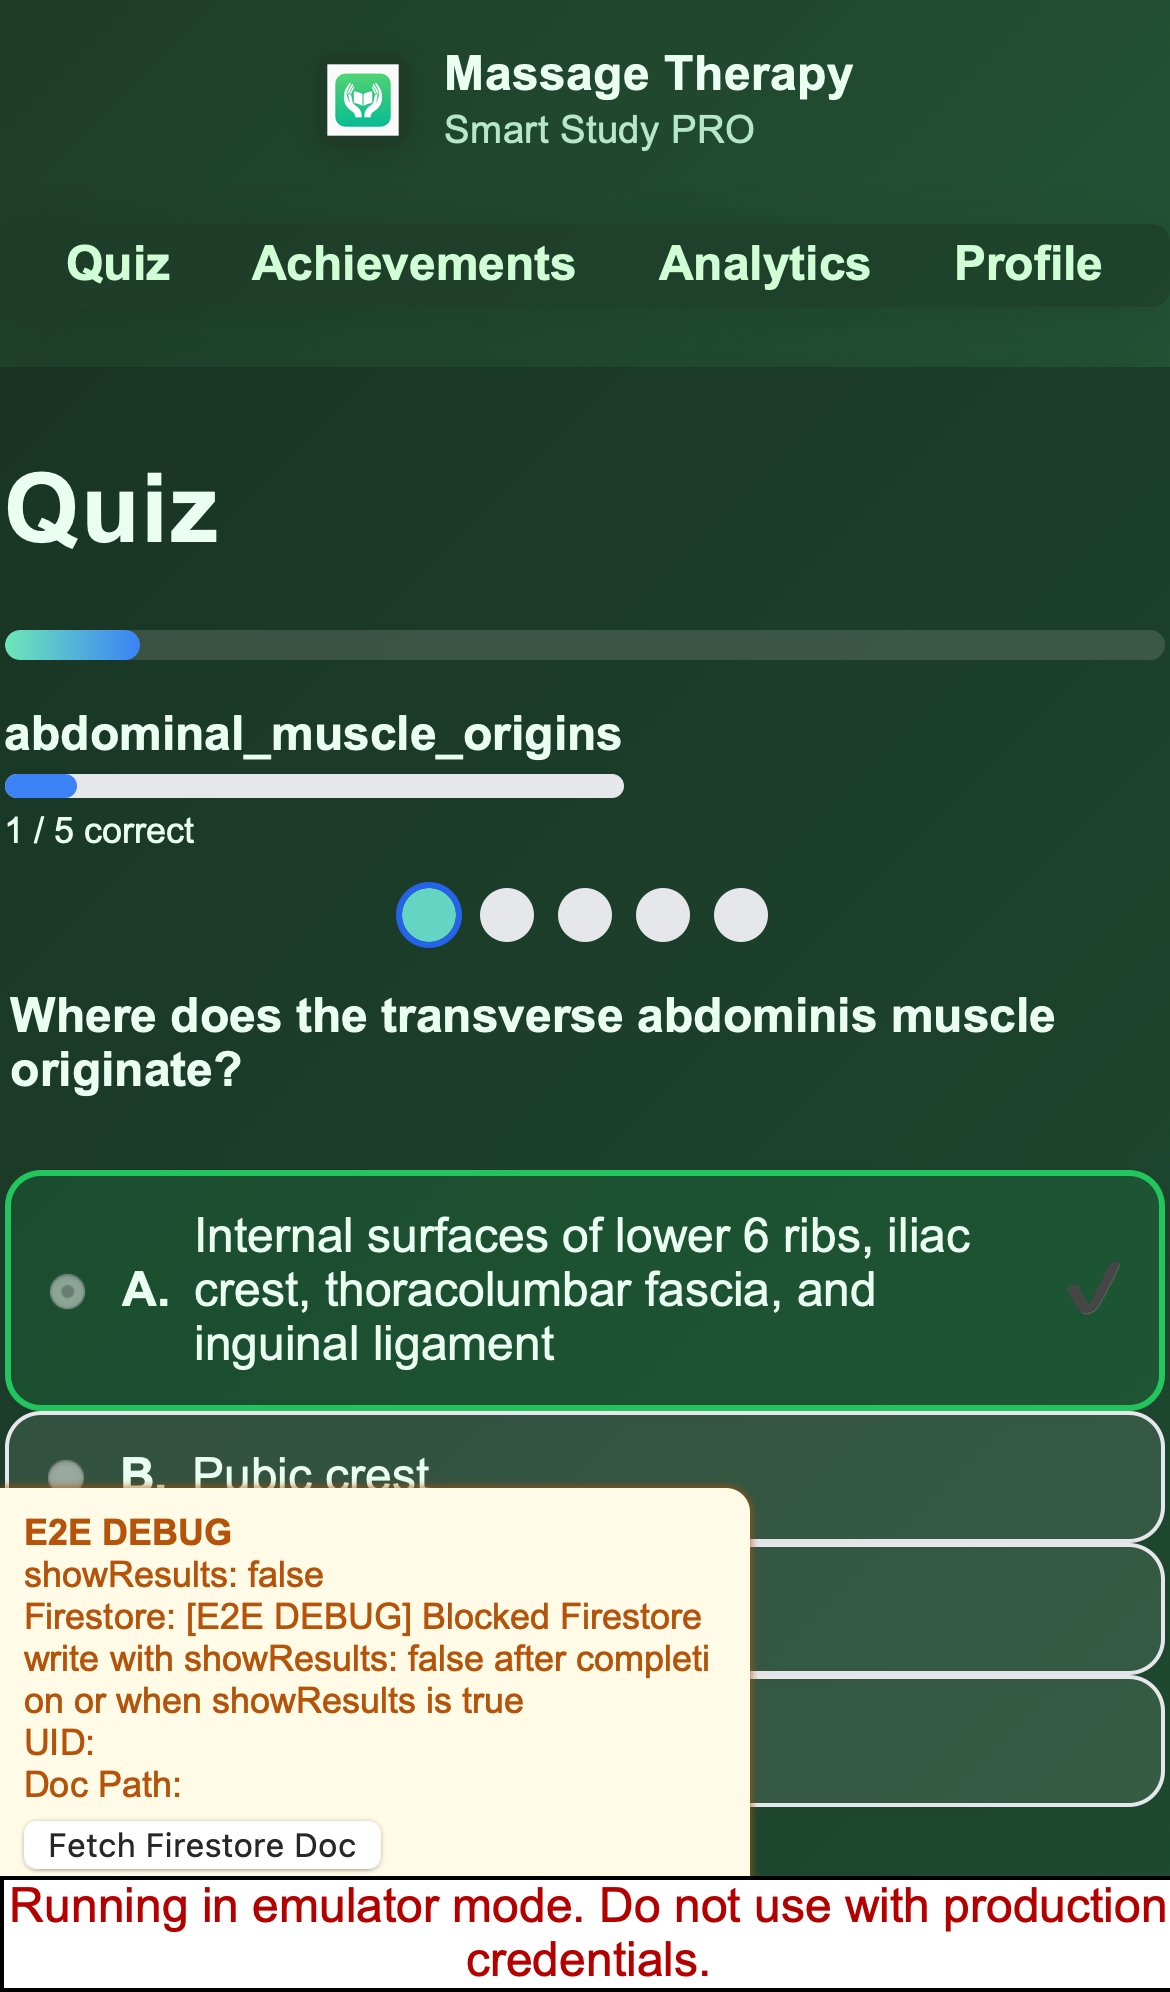 Massage Therapy
Smart Study PRO
Quiz
Achievements
Analytics
Profile
Quiz
abdominal_muscle_origins
1 / 5 correct
Where does the transverse abdominis muscle
originate?
A.
Internal surfaces of lower 6 ribs, iliac
crest, thoracolumbar fascia, and
inguinal ligament
B.
Pubic crest
E2E DEBUG
showResults: false
Firestore: [E2E DEBUG] Blocked Firestore
write with showResults: false after completi
on or when showResults is true
UID:
Doc Path:
Fetch Firestore Doc
Running in emulator mode. Do not use with production
credentials.